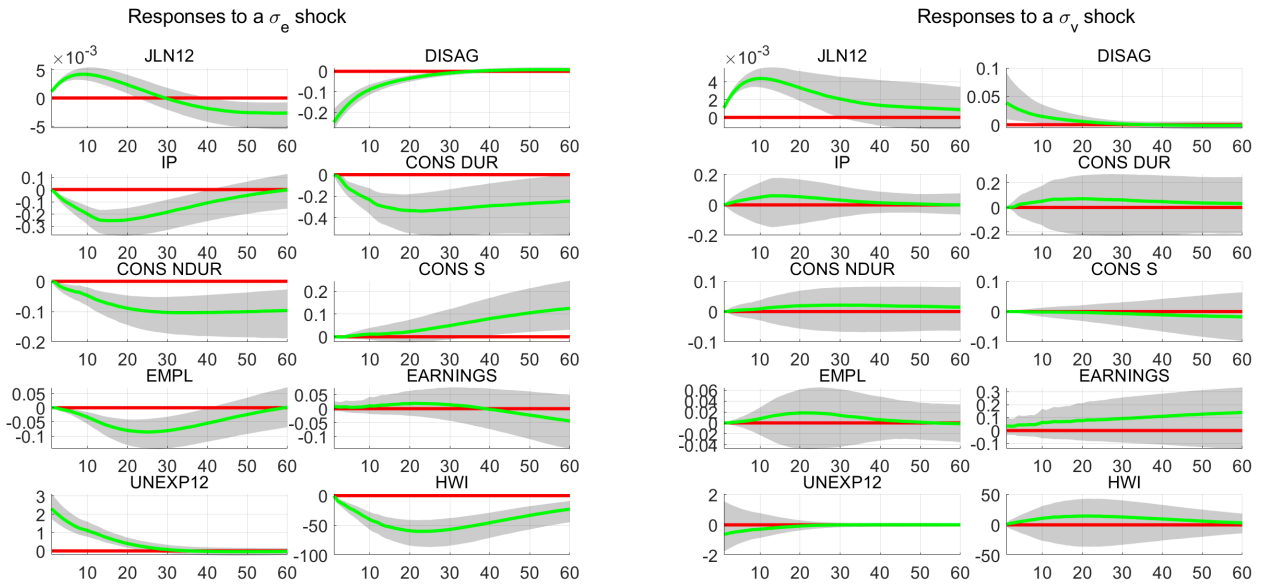 Responses to a σe shock
×10-3
JLN12
5
0
-5
10 20 30 40 50 60
DISAG
0
-0.1
-0.2
10 20 30 40 50 60
IP
0.1
0
-0.1
-0.2
-0.3
10 20 30 40 50 60
CONS DUR
0
-0.2
-0.4
10 20 30 40 50 60
CONS NDUR
0
-0.1
-0.2
10 20 30 40 50 60
CONS S
0.2
0.1
0
10 20 30 40 50 60
EMPL
0.05
0
-0.05
-0.1
10 20 30 40 50 60
EARNINGS
0.05
0
-0.05
-0.1
10 20 30 40 50 60
UNEXP12
3
2
1
0
10 20 30 40 50 60
HWI
0
-50
-100
10 20 30 40 50 60
Responses to a σv shock
×10-3
JLN12
4
2
0
10 20 30 40 50 60
DISAG
0.1
0.05
0
10 20 30 40 50 60
IP
0.2
0
-0.2
10 20 30 40 50 60
CONS DUR
0.2
0
-0.2
10 20 30 40 50 60
CONS NDUR
0.1
0
-0.1
10 20 30 40 50 60
CONS S
0.1
0
-0.1
10 20 30 40 50 60
EMPL
0.06
0.04
0.02
0
-0.02
-0.04
10 20 30 40 50 60
EARNINGS
0.3
0.2
0.1
0
-0.1
10 20 30 40 50 60
UNEXP12
2
0
-2
10 20 30 40 50 60
HWI
50
0
-50
10 20 30 40 50 60